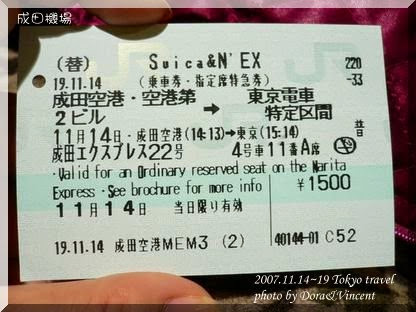 成田機場
(替) Suica&N'EX 220
19.11.14 (乗車券・指定席特急券) -33
成田空港・空港第2ビル → 東京電車特定区間
11月14日・成田空港(14:13)→東京(15:14) 普
成田エクスプレス22号 4号車11番A席
・Valid for an Ordinary reserved seat on the Narita
Express・See brochure for more info ¥1500
11月14日 当日限り有効
19.11.14 成田空港MEM3 (2) 40144-01 C52
2007.11.14~19 Tokyo travel
photo by Dora&Vincent